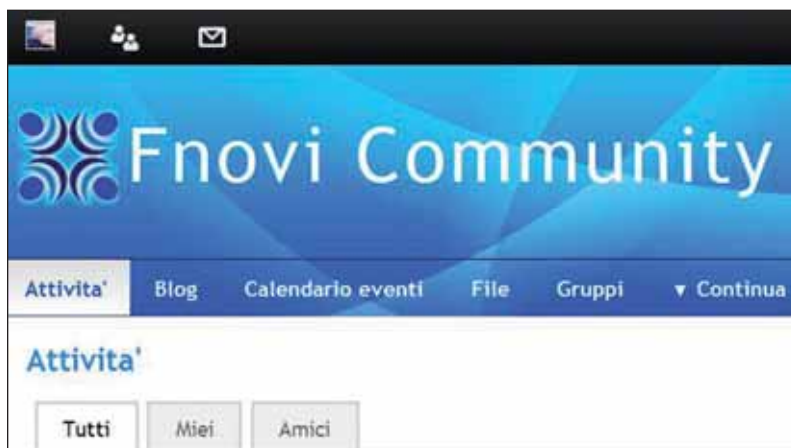 Fnovi Community
Attivita' Blog Calendario eventi File Gruppi ▼ Continua
Attivita'
Tutti Miei Amici